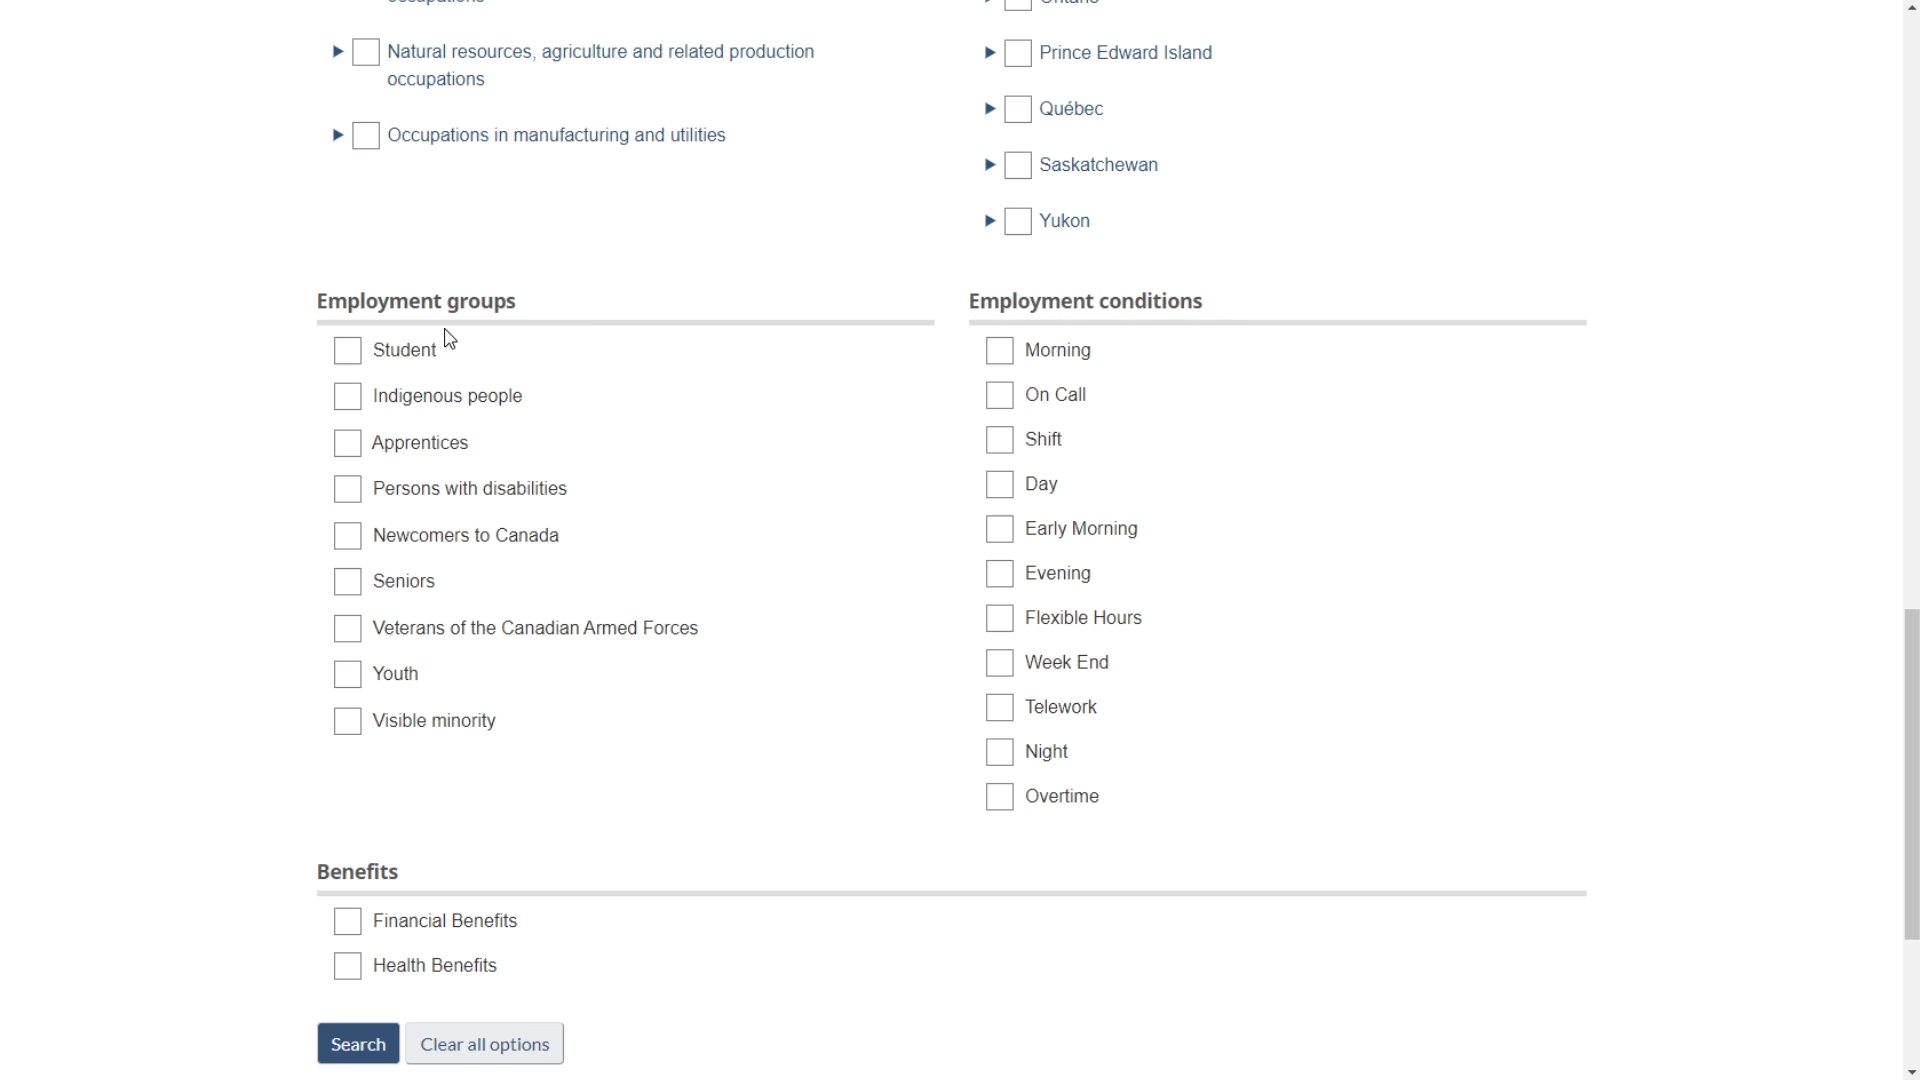 Natural resources, agriculture and related production
occupations
Occupations in manufacturing and utilities
Prince Edward Island
Québec
Saskatchewan
Yukon
Employment groups
Student
Indigenous people
Apprentices
Persons with disabilities
Newcomers to Canada
Seniors
Veterans of the Canadian Armed Forces
Youth
Visible minority
Employment conditions
Morning
On Call
Shift
Day
Early Morning
Evening
Flexible Hours
Week End
Telework
Night
Overtime
Benefits
Financial Benefits
Health Benefits
Search
Clear all options